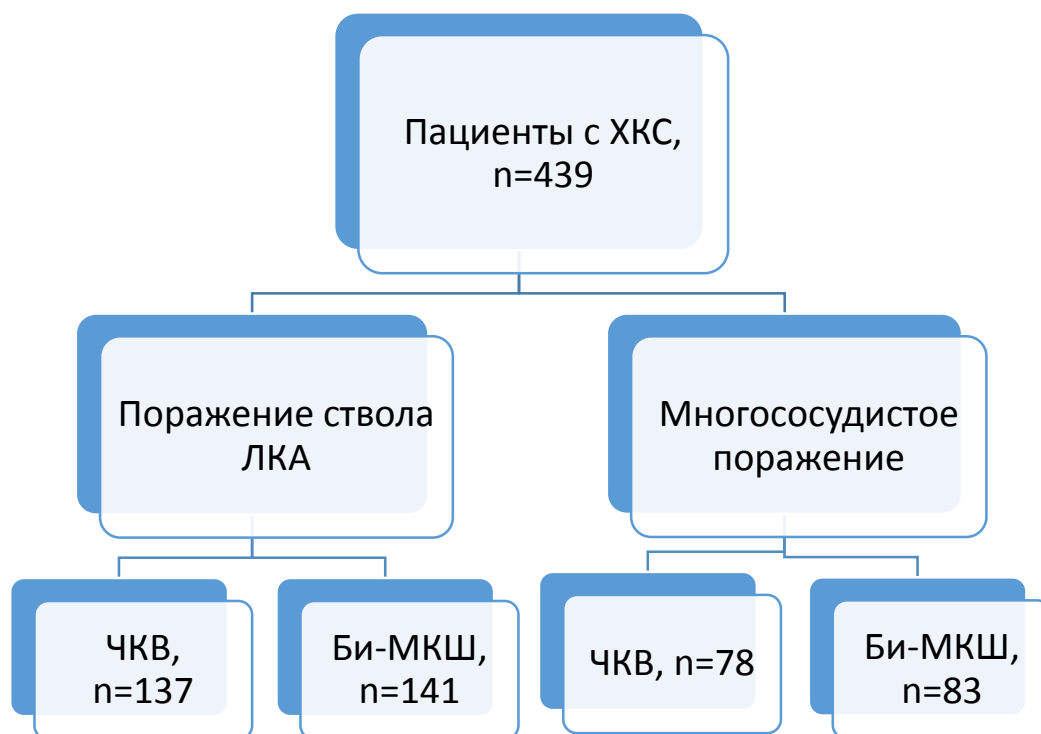 Пациенты с ХКС,
n=439
Поражение ствола
ЛКА
Многососудистое
поражение
ЧКВ,
n=137
Би-МКШ,
n=141
ЧКВ, n=78
Би-МКШ,
n=83